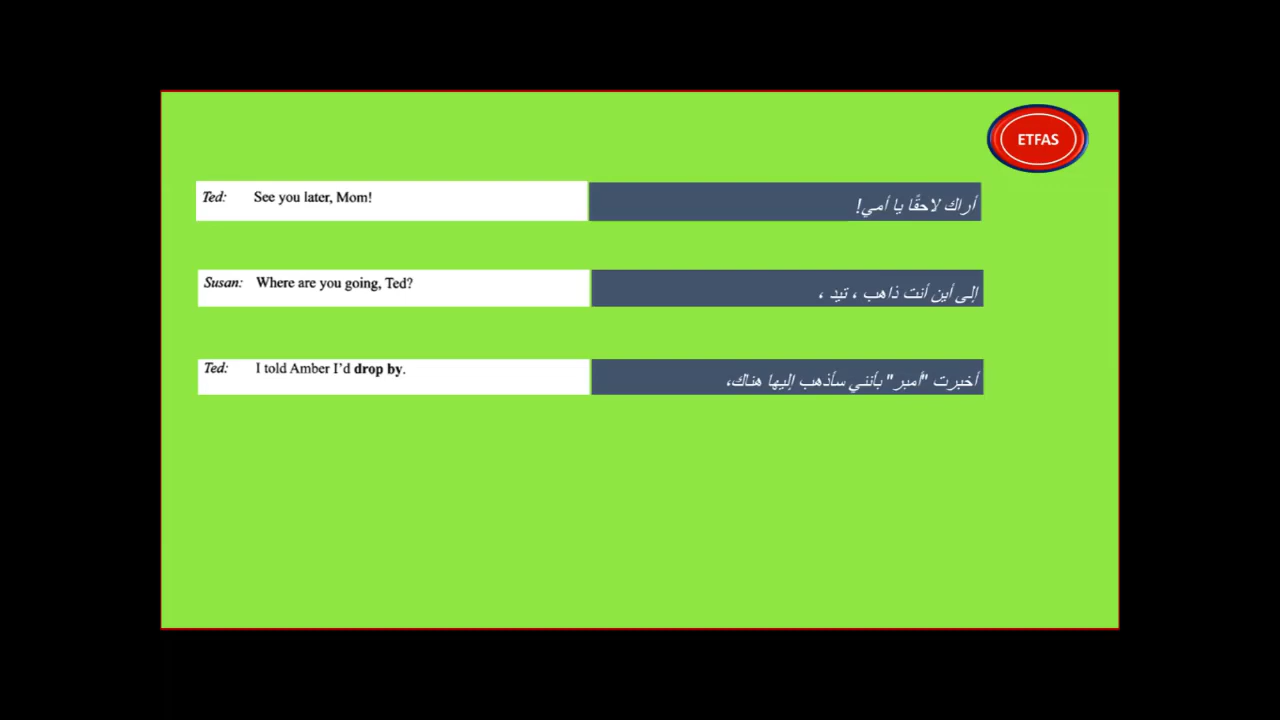 ETFAS
Ted: See you later, Mom!
أراك لاحقًا يا أمي!
Susan: Where are you going, Ted?
إلى أين أنت ذاهب ، تيد ،
Ted: I told Amber I'd drop by.
أخبرت "أمبر" بأنني سأذهب إليها هناك،